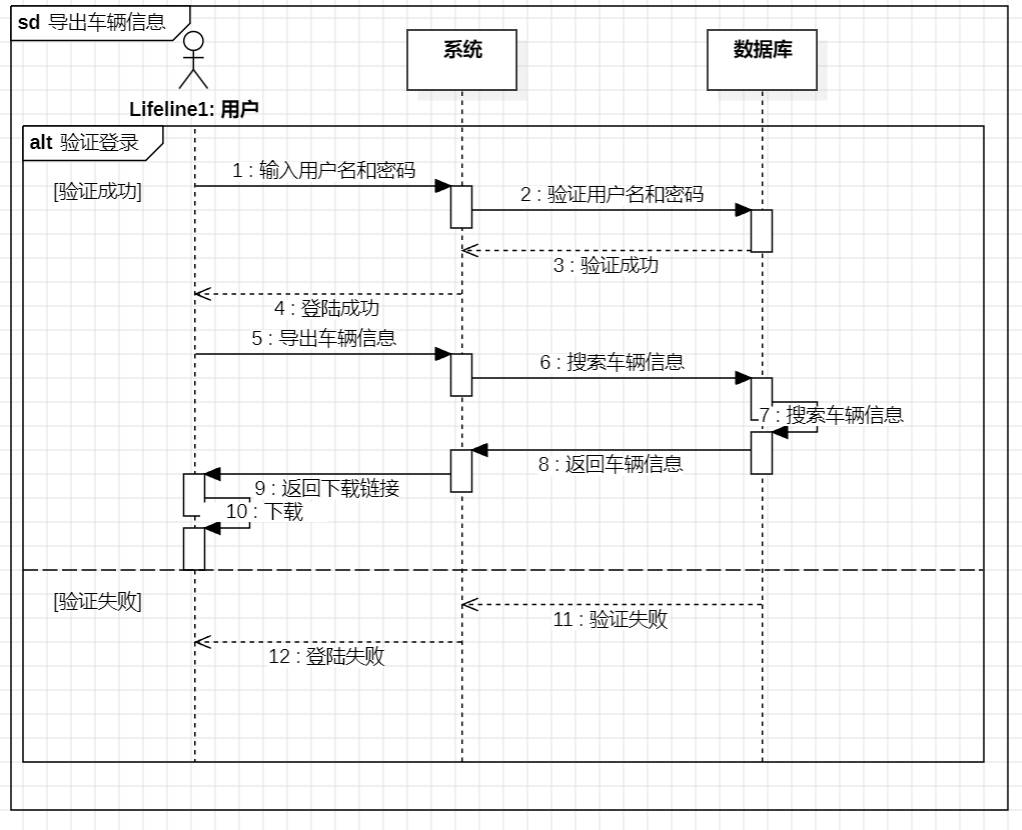 sd 导出车辆信息
系统
数据库
Lifeline1: 用户
alt 验证登录
[验证成功]
1 : 输入用户名和密码
2 : 验证用户名和密码
3 : 验证成功
4 : 登陆成功
5 : 导出车辆信息
6 : 搜索车辆信息
7 : 搜索车辆信息
8 : 返回车辆信息
9 : 返回下载链接
10 : 下载
[验证失败]
11 : 验证失败
12 : 登陆失败